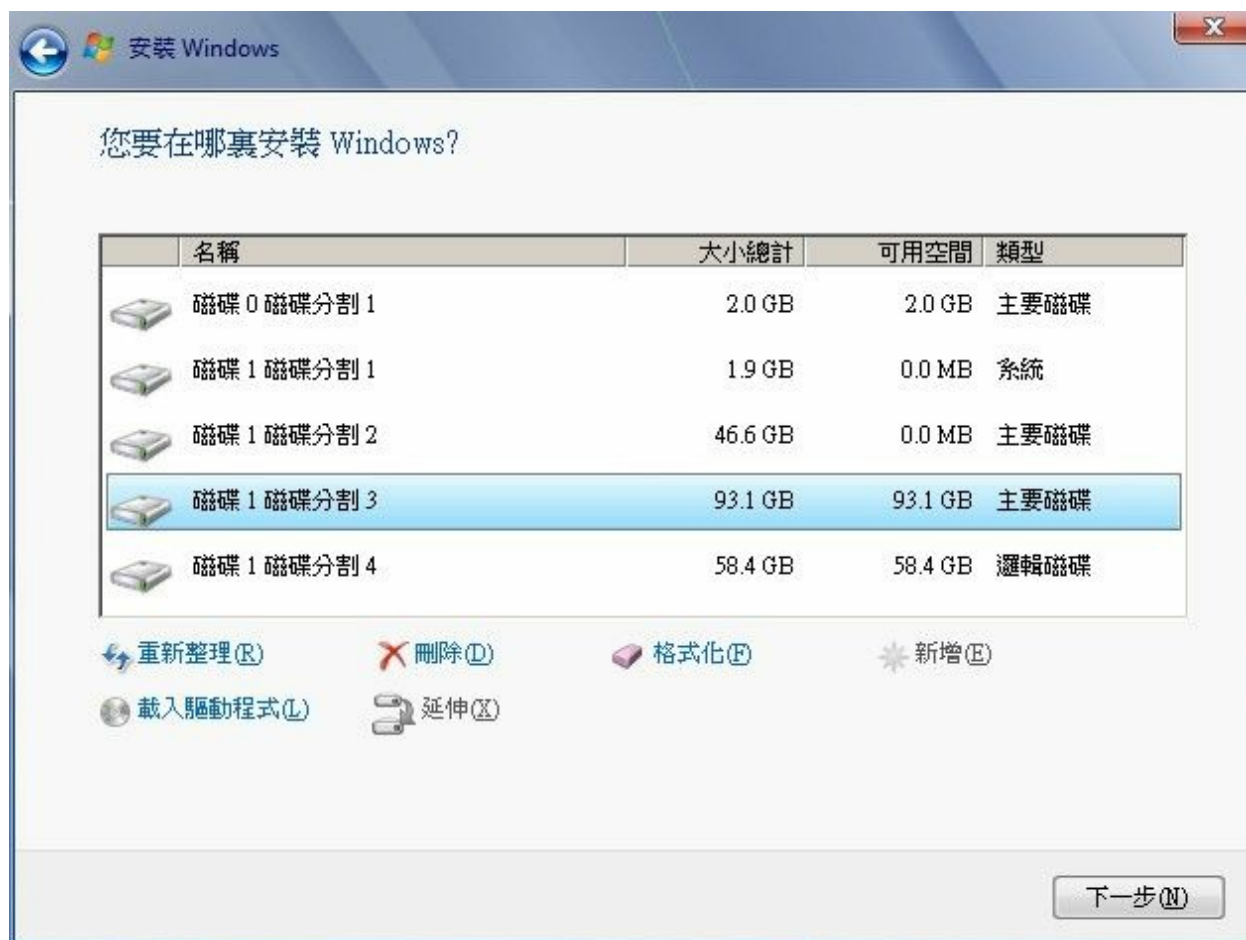 安裝 Windows
您要在哪裏安裝 Windows?
名稱 大小總計 可用空間 類型
磁碟 0 磁碟分割 1 2.0 GB 2.0 GB 主要磁碟
磁碟 1 磁碟分割 1 1.9 GB 0.0 MB 系統
磁碟 1 磁碟分割 2 46.6 GB 0.0 MB 主要磁碟
磁碟 1 磁碟分割 3 93.1 GB 93.1 GB 主要磁碟
磁碟 1 磁碟分割 4 58.4 GB 58.4 GB 邏輯磁碟
重新整理(R) 刪除(D) 格式化(F) 新增(E)
載入驅動程式(L) 延伸(X)
下一步(N)